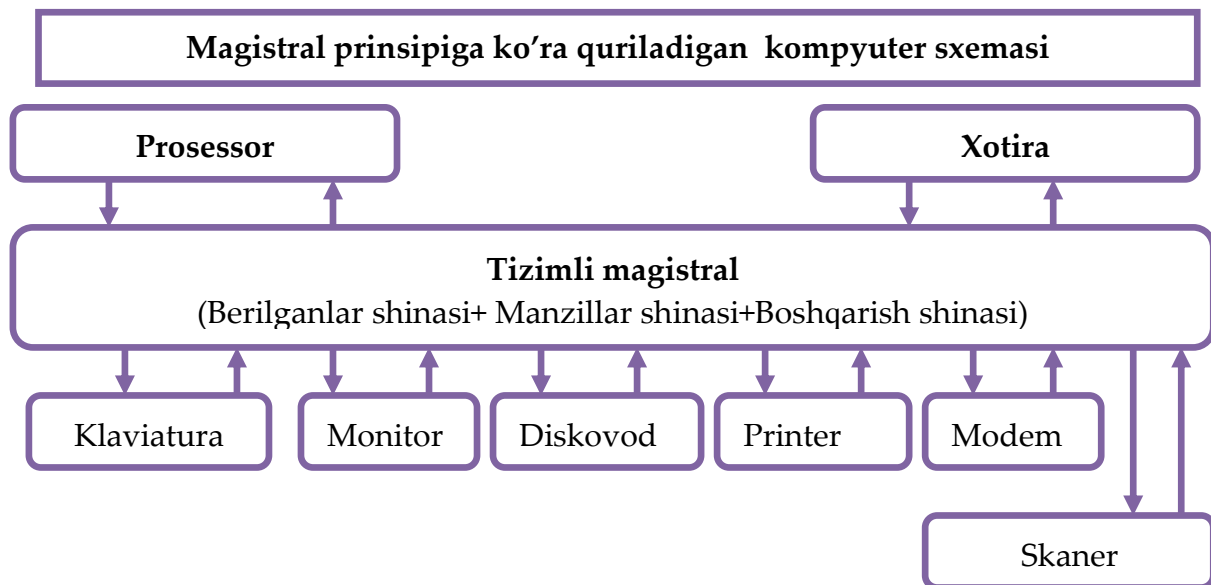 Magistral prinsipiga ko’ra quriladigan kompyuter sxemasi
Prosessor
Xotira
Tizimli magistral
(Berilganlar shinasi+ Manzillar shinasi+Boshqarish shinasi)
Klaviatura
Monitor
Diskovod
Printer
Modem
Skaner